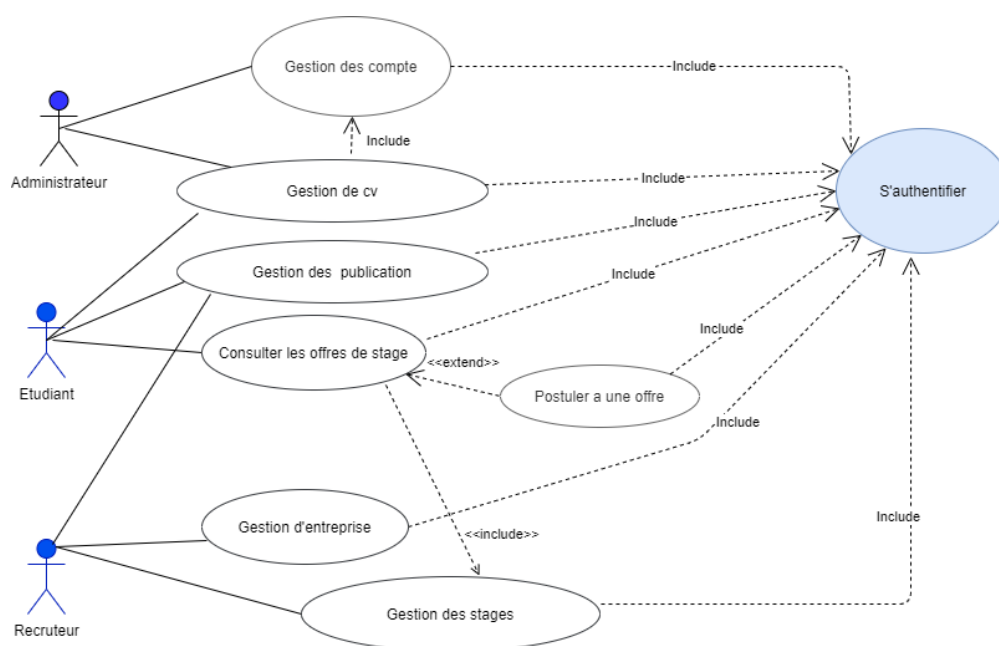 Gestion des compte
Include
Include
Administrateur
Gestion de cv
Include
S'authentifier
Gestion des publication
Include
Include
Etudiant
Consulter les offres de stage
<<extend>>
Include
Postuler a une offre
Include
Gestion d'entreprise
<<include>>
Include
Gestion des stages
Recruteur